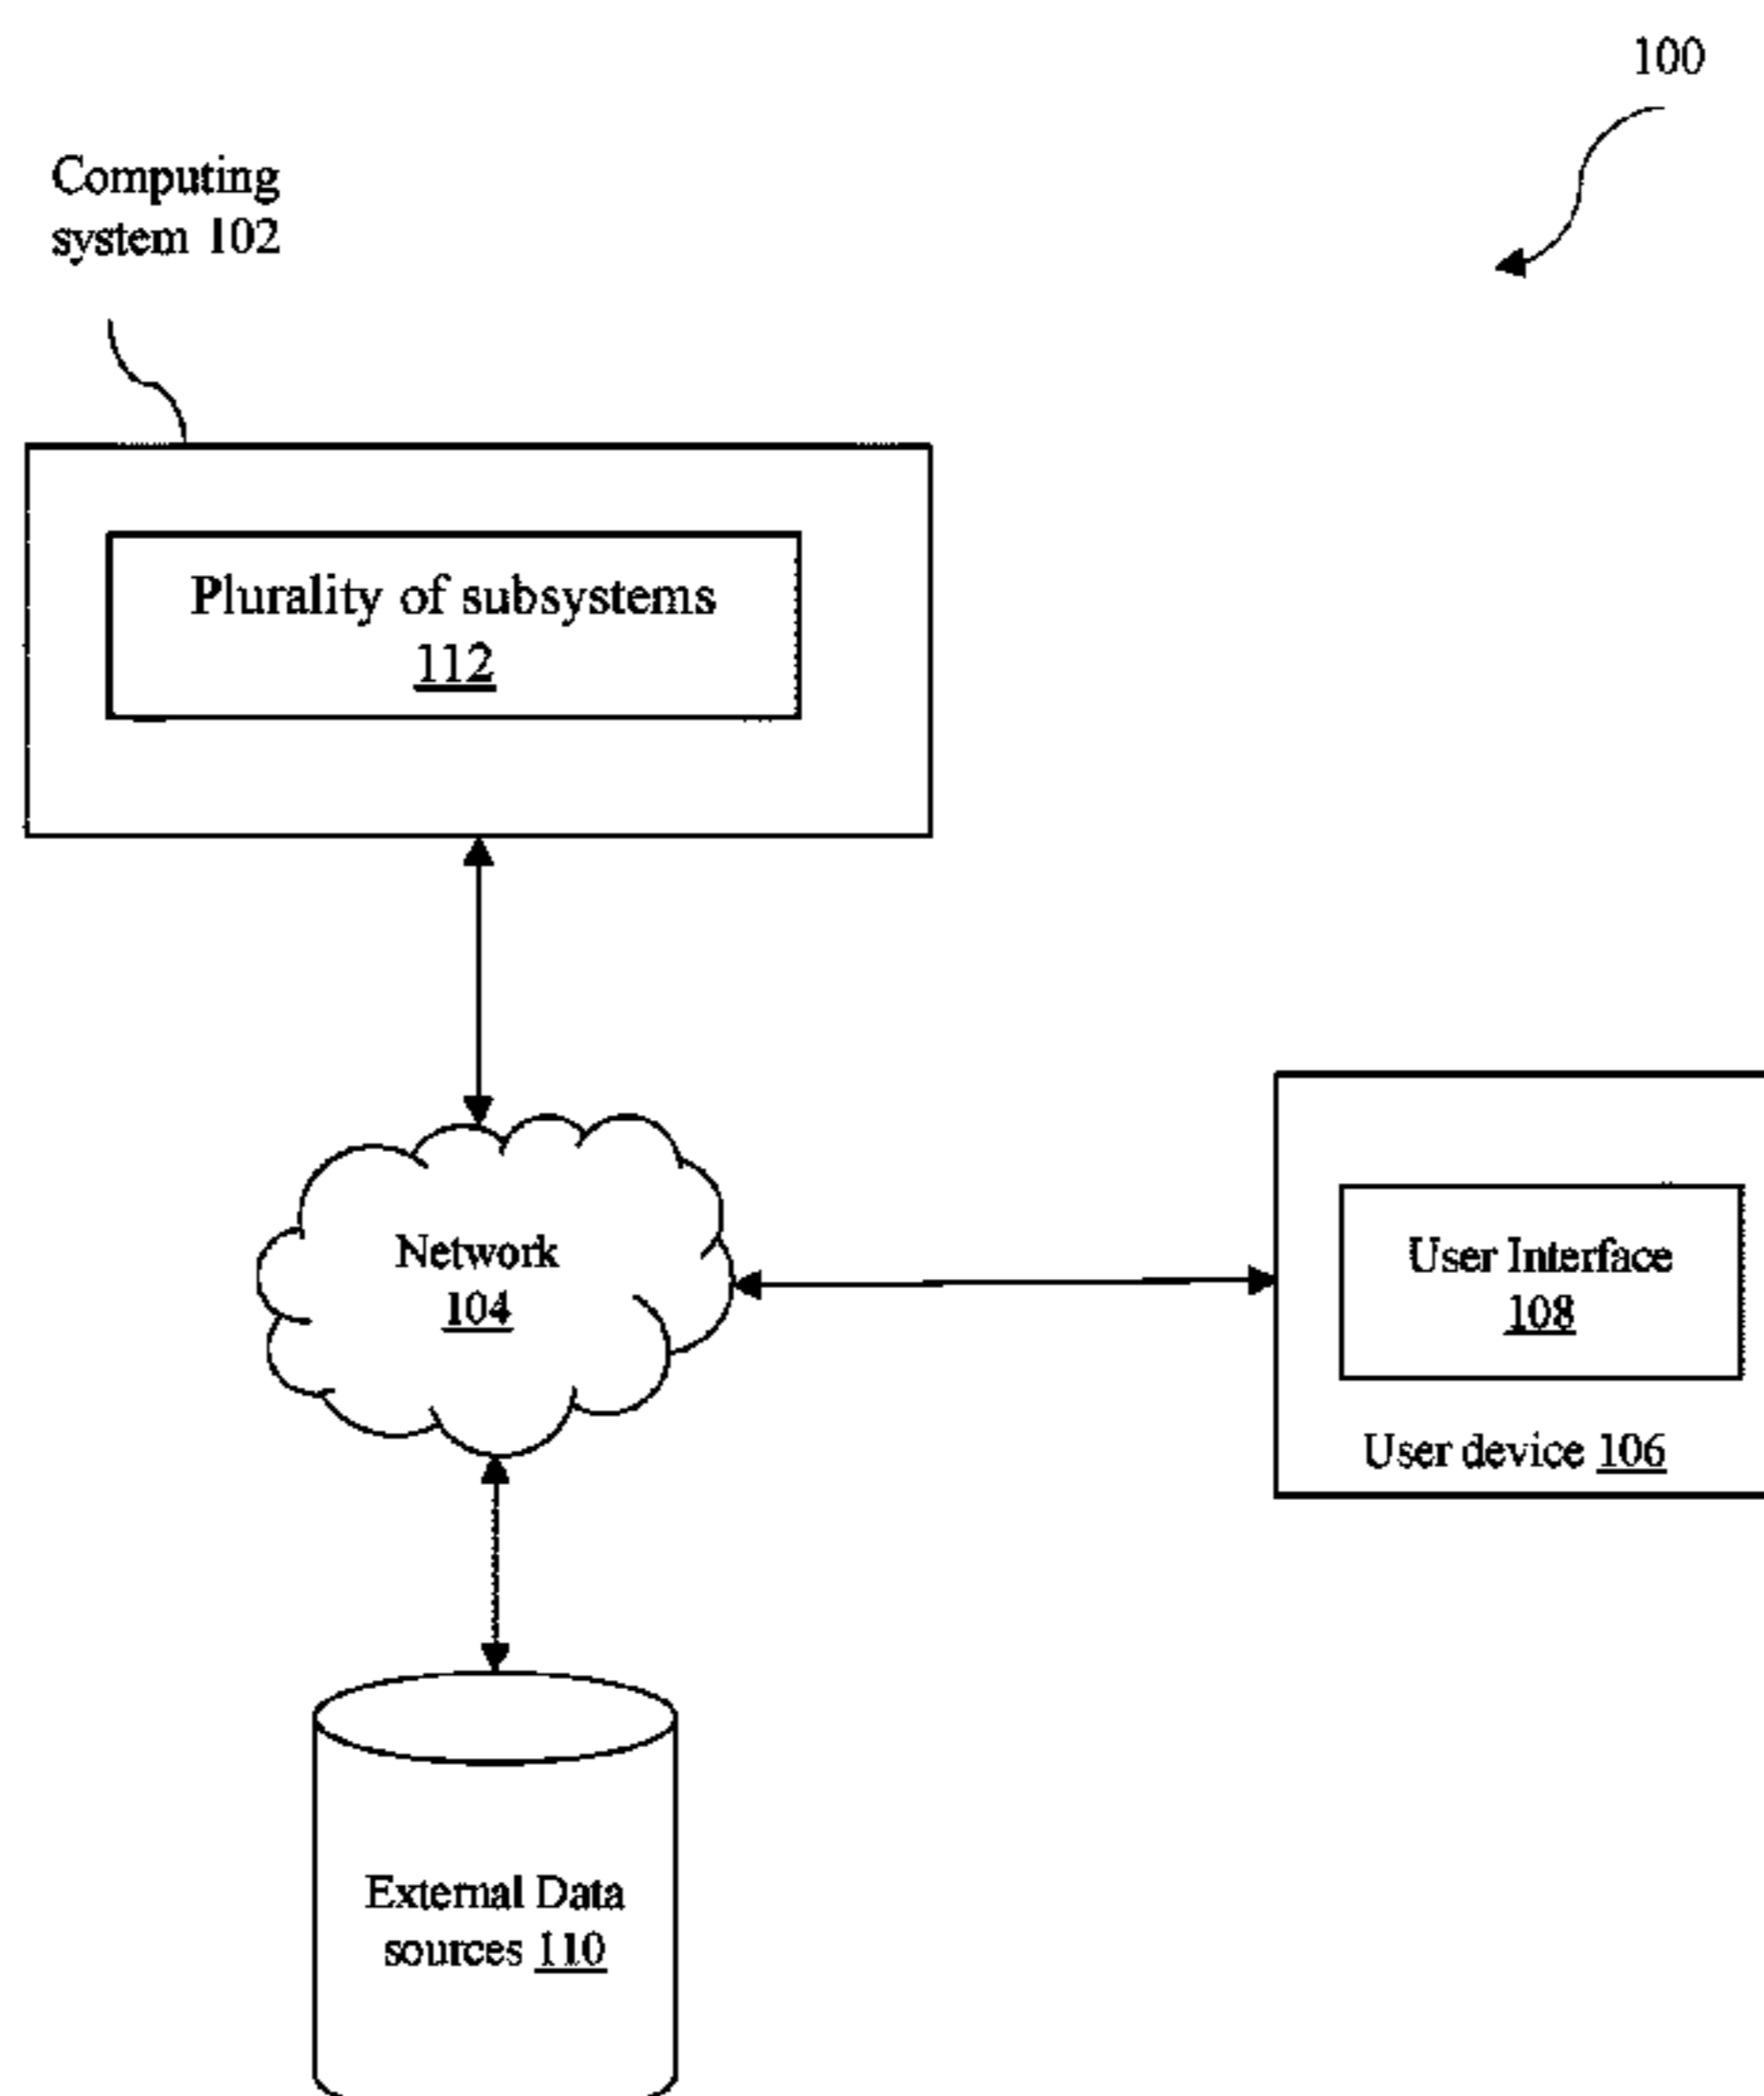 100
Computing
system 102
Plurality of subsystems
112
Network
104
User Interface
108
User device 106
External Data
sources 110